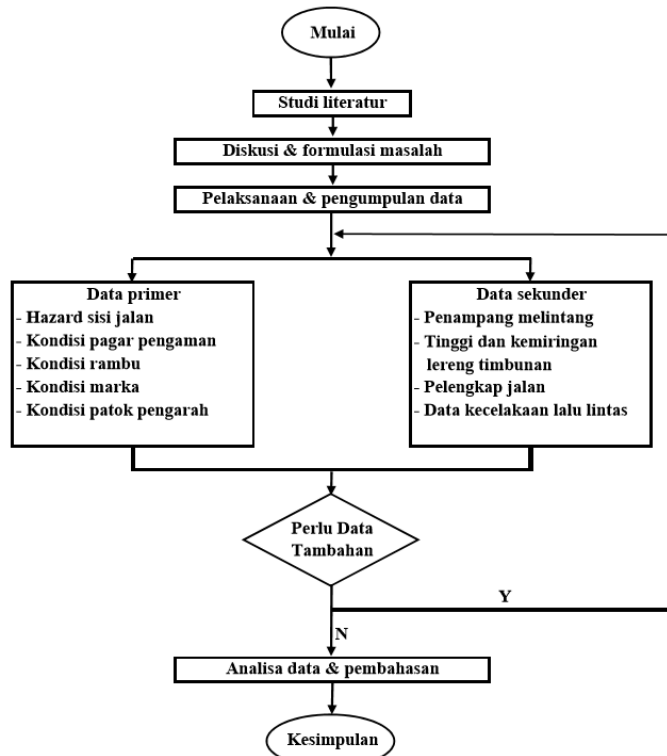 Mulai
Studi literatur
Diskusi & formulasi masalah
Pelaksanaan & pengumpulan data
Data primer
- Hazard sisi jalan
- Kondisi pagar pengaman
- Kondisi rambu
- Kondisi marka
- Kondisi patok pengarah
Data sekunder
- Penampang melintang
- Tinggi dan kemiringan
lereng timbunan
- Pelengkap jalan
- Data kecelakaan lalu lintas
Perlu Data
Tambahan
Y
N
Analisa data & pembahasan
Kesimpulan